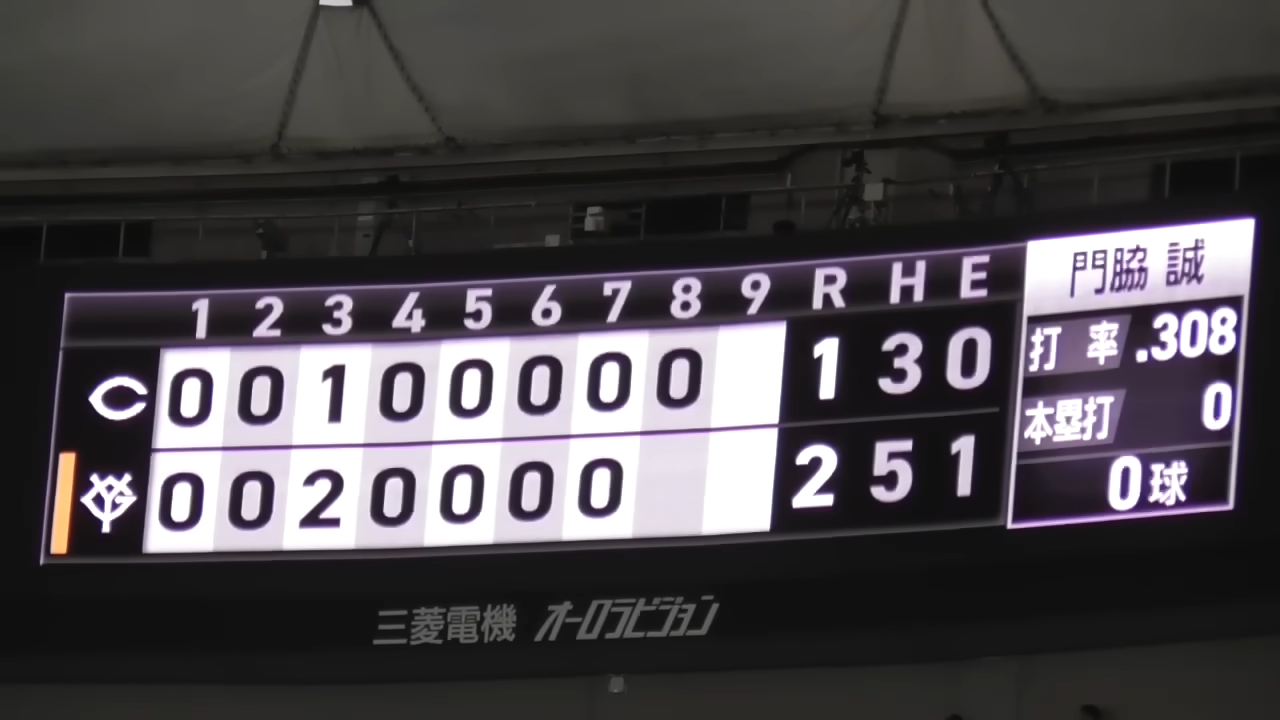 1 2 3 4 5 6 7 8 9 R H E
C 0 0 1 0 0 0 0 0 1 3 0
YG 0 0 2 0 0 0 0 2 5 1
門脇 誠
打率 .308
本塁打 0
0球
三菱電機 オーロラビジョン